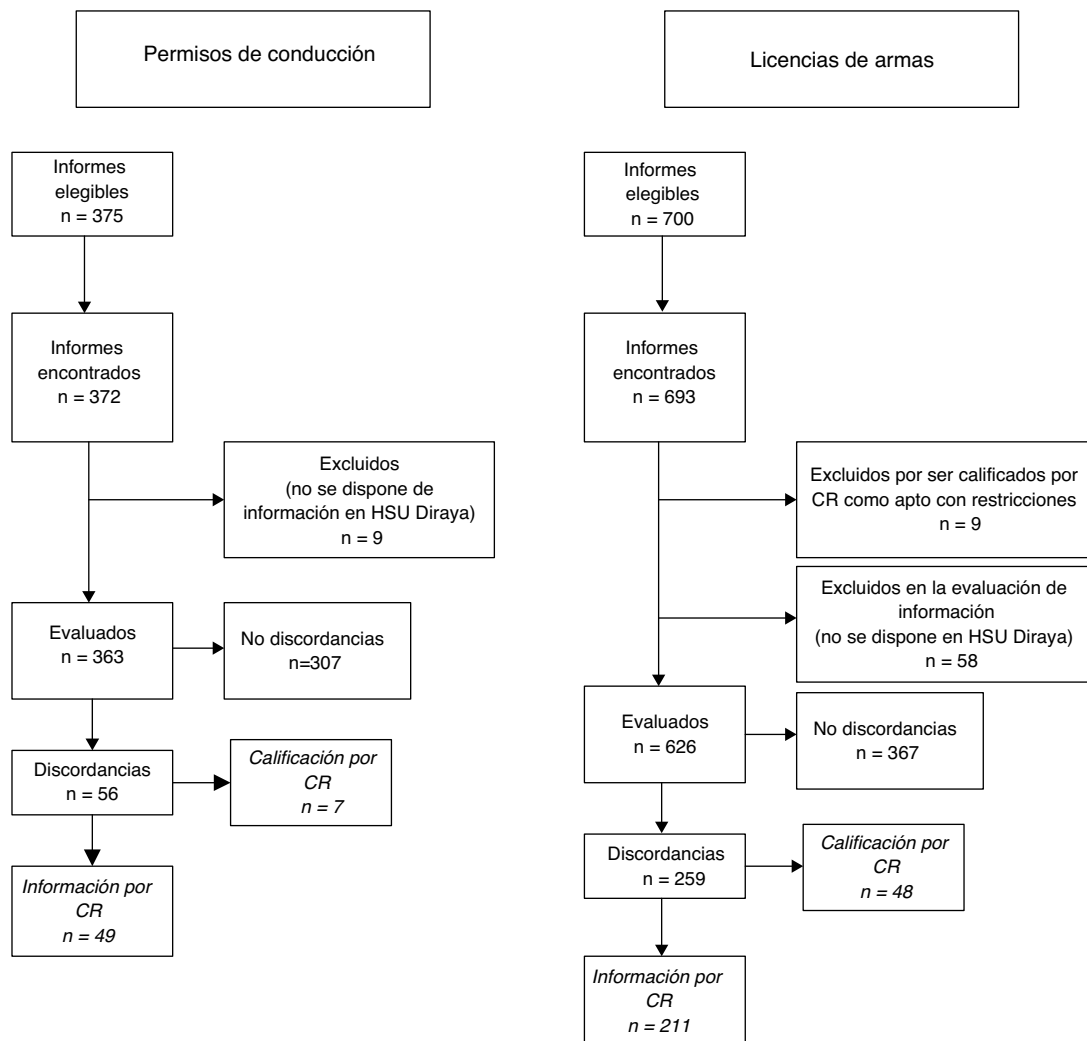 Permisos de conducción
Informes
elegibles
n = 375
Informes
encontrados
n = 372
Excluidos
(no se dispone de
información en HSU Diraya)
n = 9
Evaluados
n = 363
No discordancias
n=307
Discordancias
n = 56
Calificación por
CR
n = 7
Información por
CR
n = 49
Licencias de armas
Informes
elegibles
n = 700
Informes
encontrados
n = 693
Excluidos por ser calificados por
CR como apto con restricciones
n = 9
Excluidos en la evaluación de
información
(no se dispone en HSU Diraya)
n = 58
Evaluados
n = 626
No discordancias
n = 367
Discordancias
n = 259
Calificación por
CR
n = 48
Información por
CR
n = 211